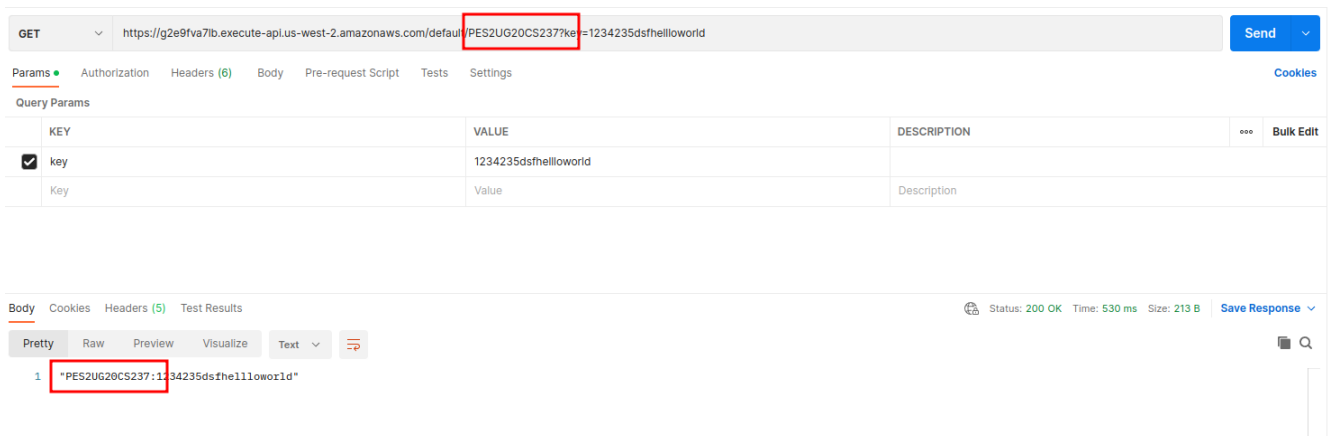 GET https://g2e9fva7lb.execute-api.us-west-2.amazonaws.com/default/PES2UG20CS237?key=1234235dsfhellloworld Send
Params Authorization Headers (6) Body Pre-request Script Tests Settings Cookies
Query Params
KEY VALUE DESCRIPTION ooo Bulk Edit
key 1234235dsfhellloworld
Key Value Description
Body Cookies Headers (5) Test Results Status: 200 OK Time: 530 ms Size: 213 B Save Response
Pretty Raw Preview Visualize Text
1 "PES2UG20CS237:1234235dsfhellloworld"